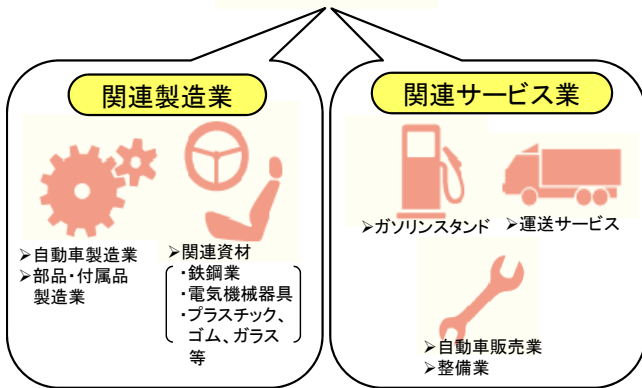 関連製造業
➢自動車製造業
➢部品・付属品
製造業
➢関連資材
・鉄鋼業
・電気機械器具
・プラスチック、
ゴム、ガラス
等
関連サービス業
➢ガソリンスタンド
➢運送サービス
➢自動車販売業
➢整備業